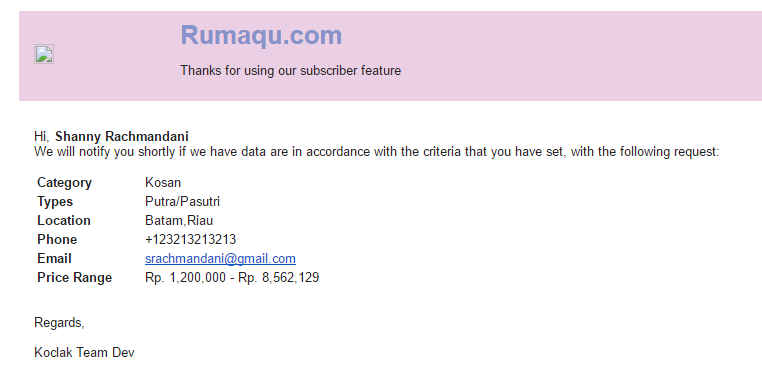 Rumaqu.com
Thanks for using our subscriber feature
Hi, Shanny Rachmandani
We will notify you shortly if we have data are in accordance with the criteria that you have set, with the following request:
Category Kosan
Types Putra/Pasutri
Location Batam,Riau
Phone +123213213213
Email srachmandani@gmail.com
Price Range Rp. 1,200,000 - Rp. 8,562,129
Regards,
Koclak Team Dev